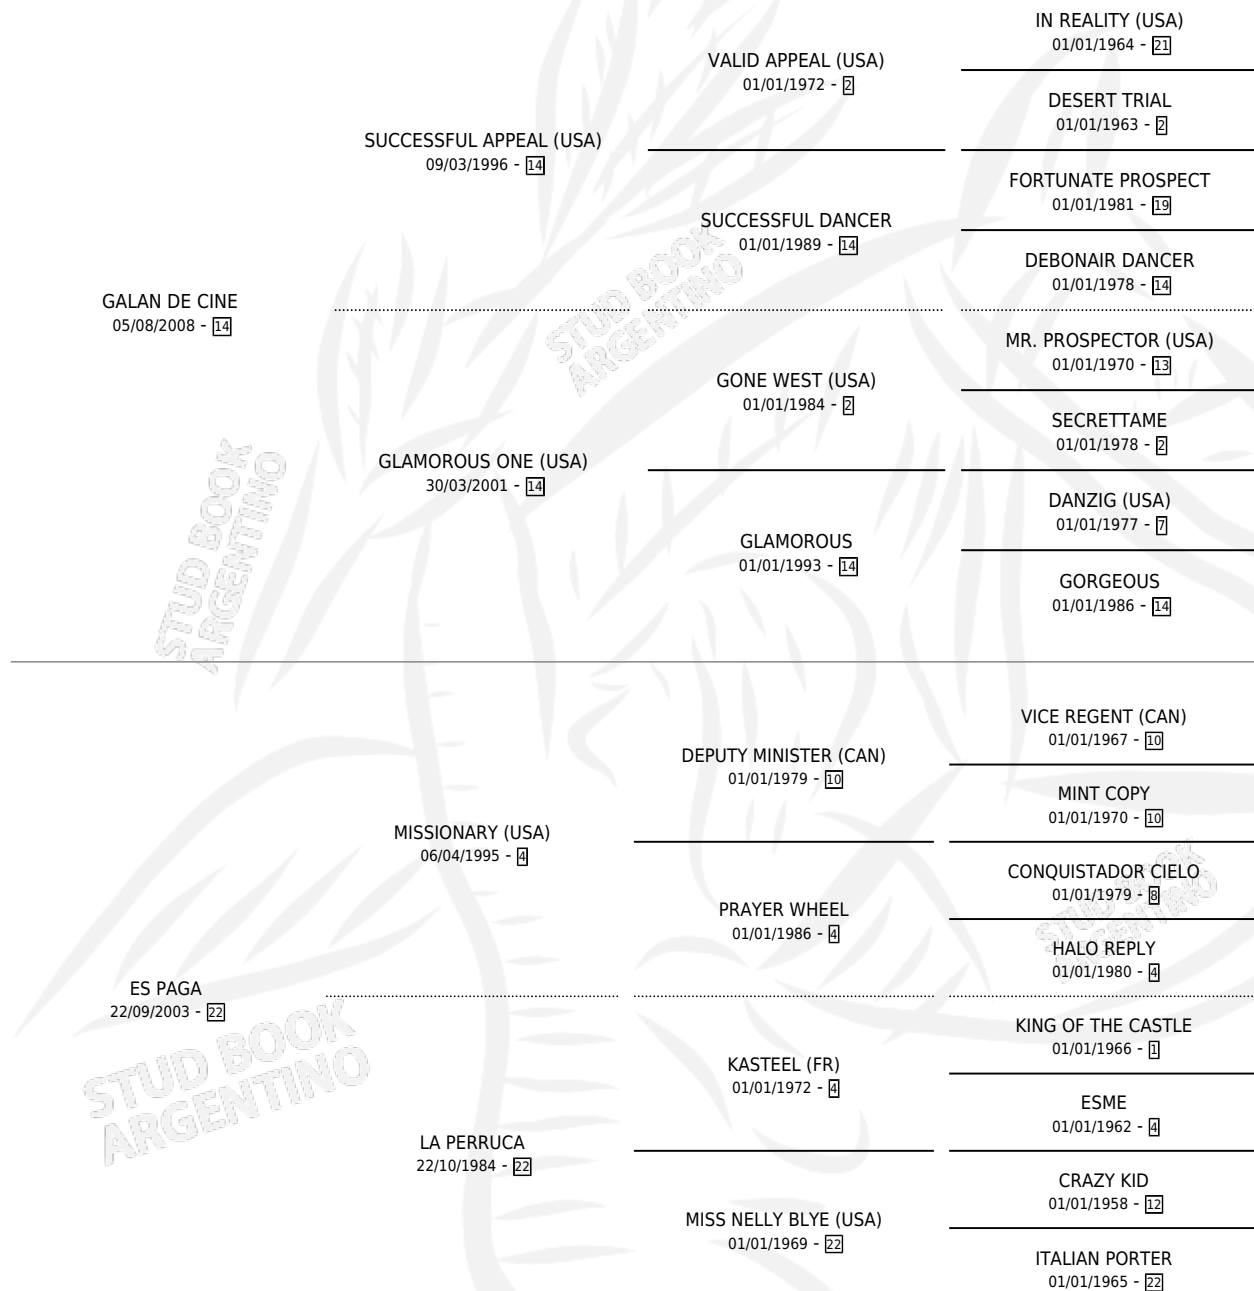 IN REALITY (USA)
01/01/1964 - 21
VALID APPEAL (USA)
01/01/1972 - 2
DESERT TRIAL
01/01/1963 - 2
SUCCESSFUL APPEAL (USA)
09/03/1996 - 14
FORTUNATE PROSPECT
01/01/1981 - 19
SUCCESSFUL DANCER
01/01/1989 - 14
DEBONAIR DANCER
01/01/1978 - 14
GALAN DE CINE
05/08/2008 - 14
STUD BOOK
ARGENTINO
MR. PROSPECTOR (USA)
01/01/1970 - 13
GONE WEST (USA)
01/01/1984 - 2
SECRETTAME
01/01/1978 - 2
GLAMOROUS ONE (USA)
30/03/2001 - 14
DANZIG (USA)
01/01/1977 - 7
GLAMOROUS
01/01/1993 - 14
GORGEOUS
01/01/1986 - 14
STUD BOOK
ARGENTINO
VICE REGENT (CAN)
01/01/1967 - 10
DEPUTY MINISTER (CAN)
01/01/1979 - 10
MINT COPY
01/01/1970 - 10
MISSIONARY (USA)
06/04/1995 - 4
CONQUISTADOR CIELO
01/01/1979 - 8
PRAYER WHEEL
01/01/1986 - 4
STUD BOOK
ARGENTINO
HALO REPLY
01/01/1980 - 4
ES PAGA
22/09/2003 - 22
KING OF THE CASTLE
01/01/1966 - 1
KASTEEL (FR)
01/01/1972 - 4
ESME
01/01/1962 - 4
STUD BOOK
ARGENTINO
LA PERRUCA
22/10/1984 - 22
CRAZY KID
01/01/1958 - 12
MISS NELLY BLYE (USA)
01/01/1969 - 22
ITALIAN PORTER
01/01/1965 - 22